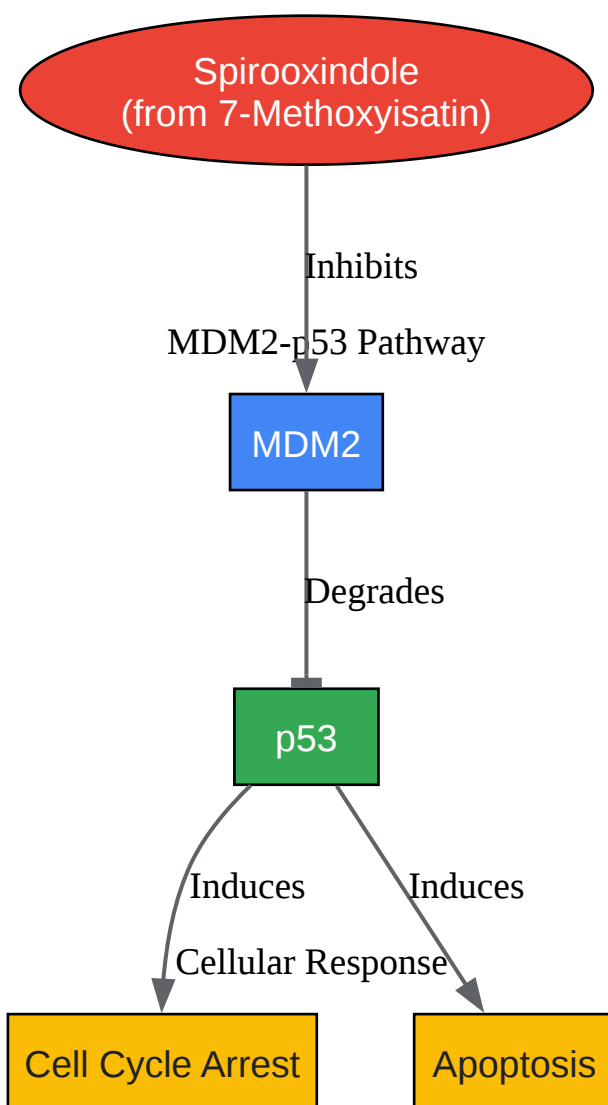 Spirooxindole
(from 7-Methoxyisatin)
Inhibits
MDM2-p53 Pathway
MDM2
Degrades
p53
Induces
Induces
Cellular Response
Cell Cycle Arrest
Apoptosis